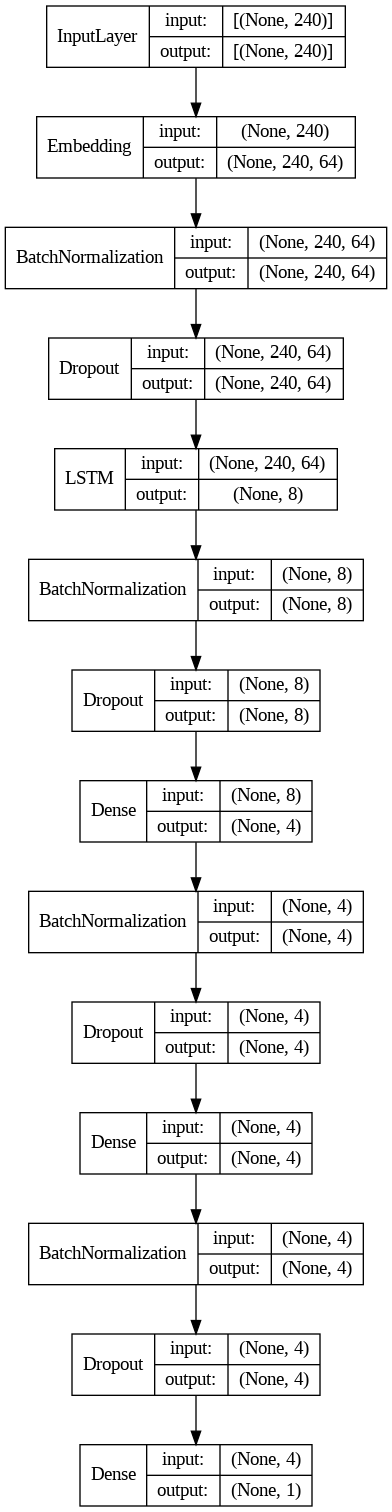 InputLayer
input: [(None, 240)]
output: [(None, 240)]
Embedding
input: (None, 240)
output: (None, 240, 64)
BatchNormalization
input: (None, 240, 64)
output: (None, 240, 64)
Dropout
input: (None, 240, 64)
output: (None, 240, 64)
LSTM
input: (None, 240, 64)
output: (None, 8)
BatchNormalization
input: (None, 8)
output: (None, 8)
Dropout
input: (None, 8)
output: (None, 8)
Dense
input: (None, 8)
output: (None, 4)
BatchNormalization
input: (None, 4)
output: (None, 4)
Dropout
input: (None, 4)
output: (None, 4)
Dense
input: (None, 4)
output: (None, 4)
BatchNormalization
input: (None, 4)
output: (None, 4)
Dropout
input: (None, 4)
output: (None, 4)
Dense
input: (None, 4)
output: (None, 1)